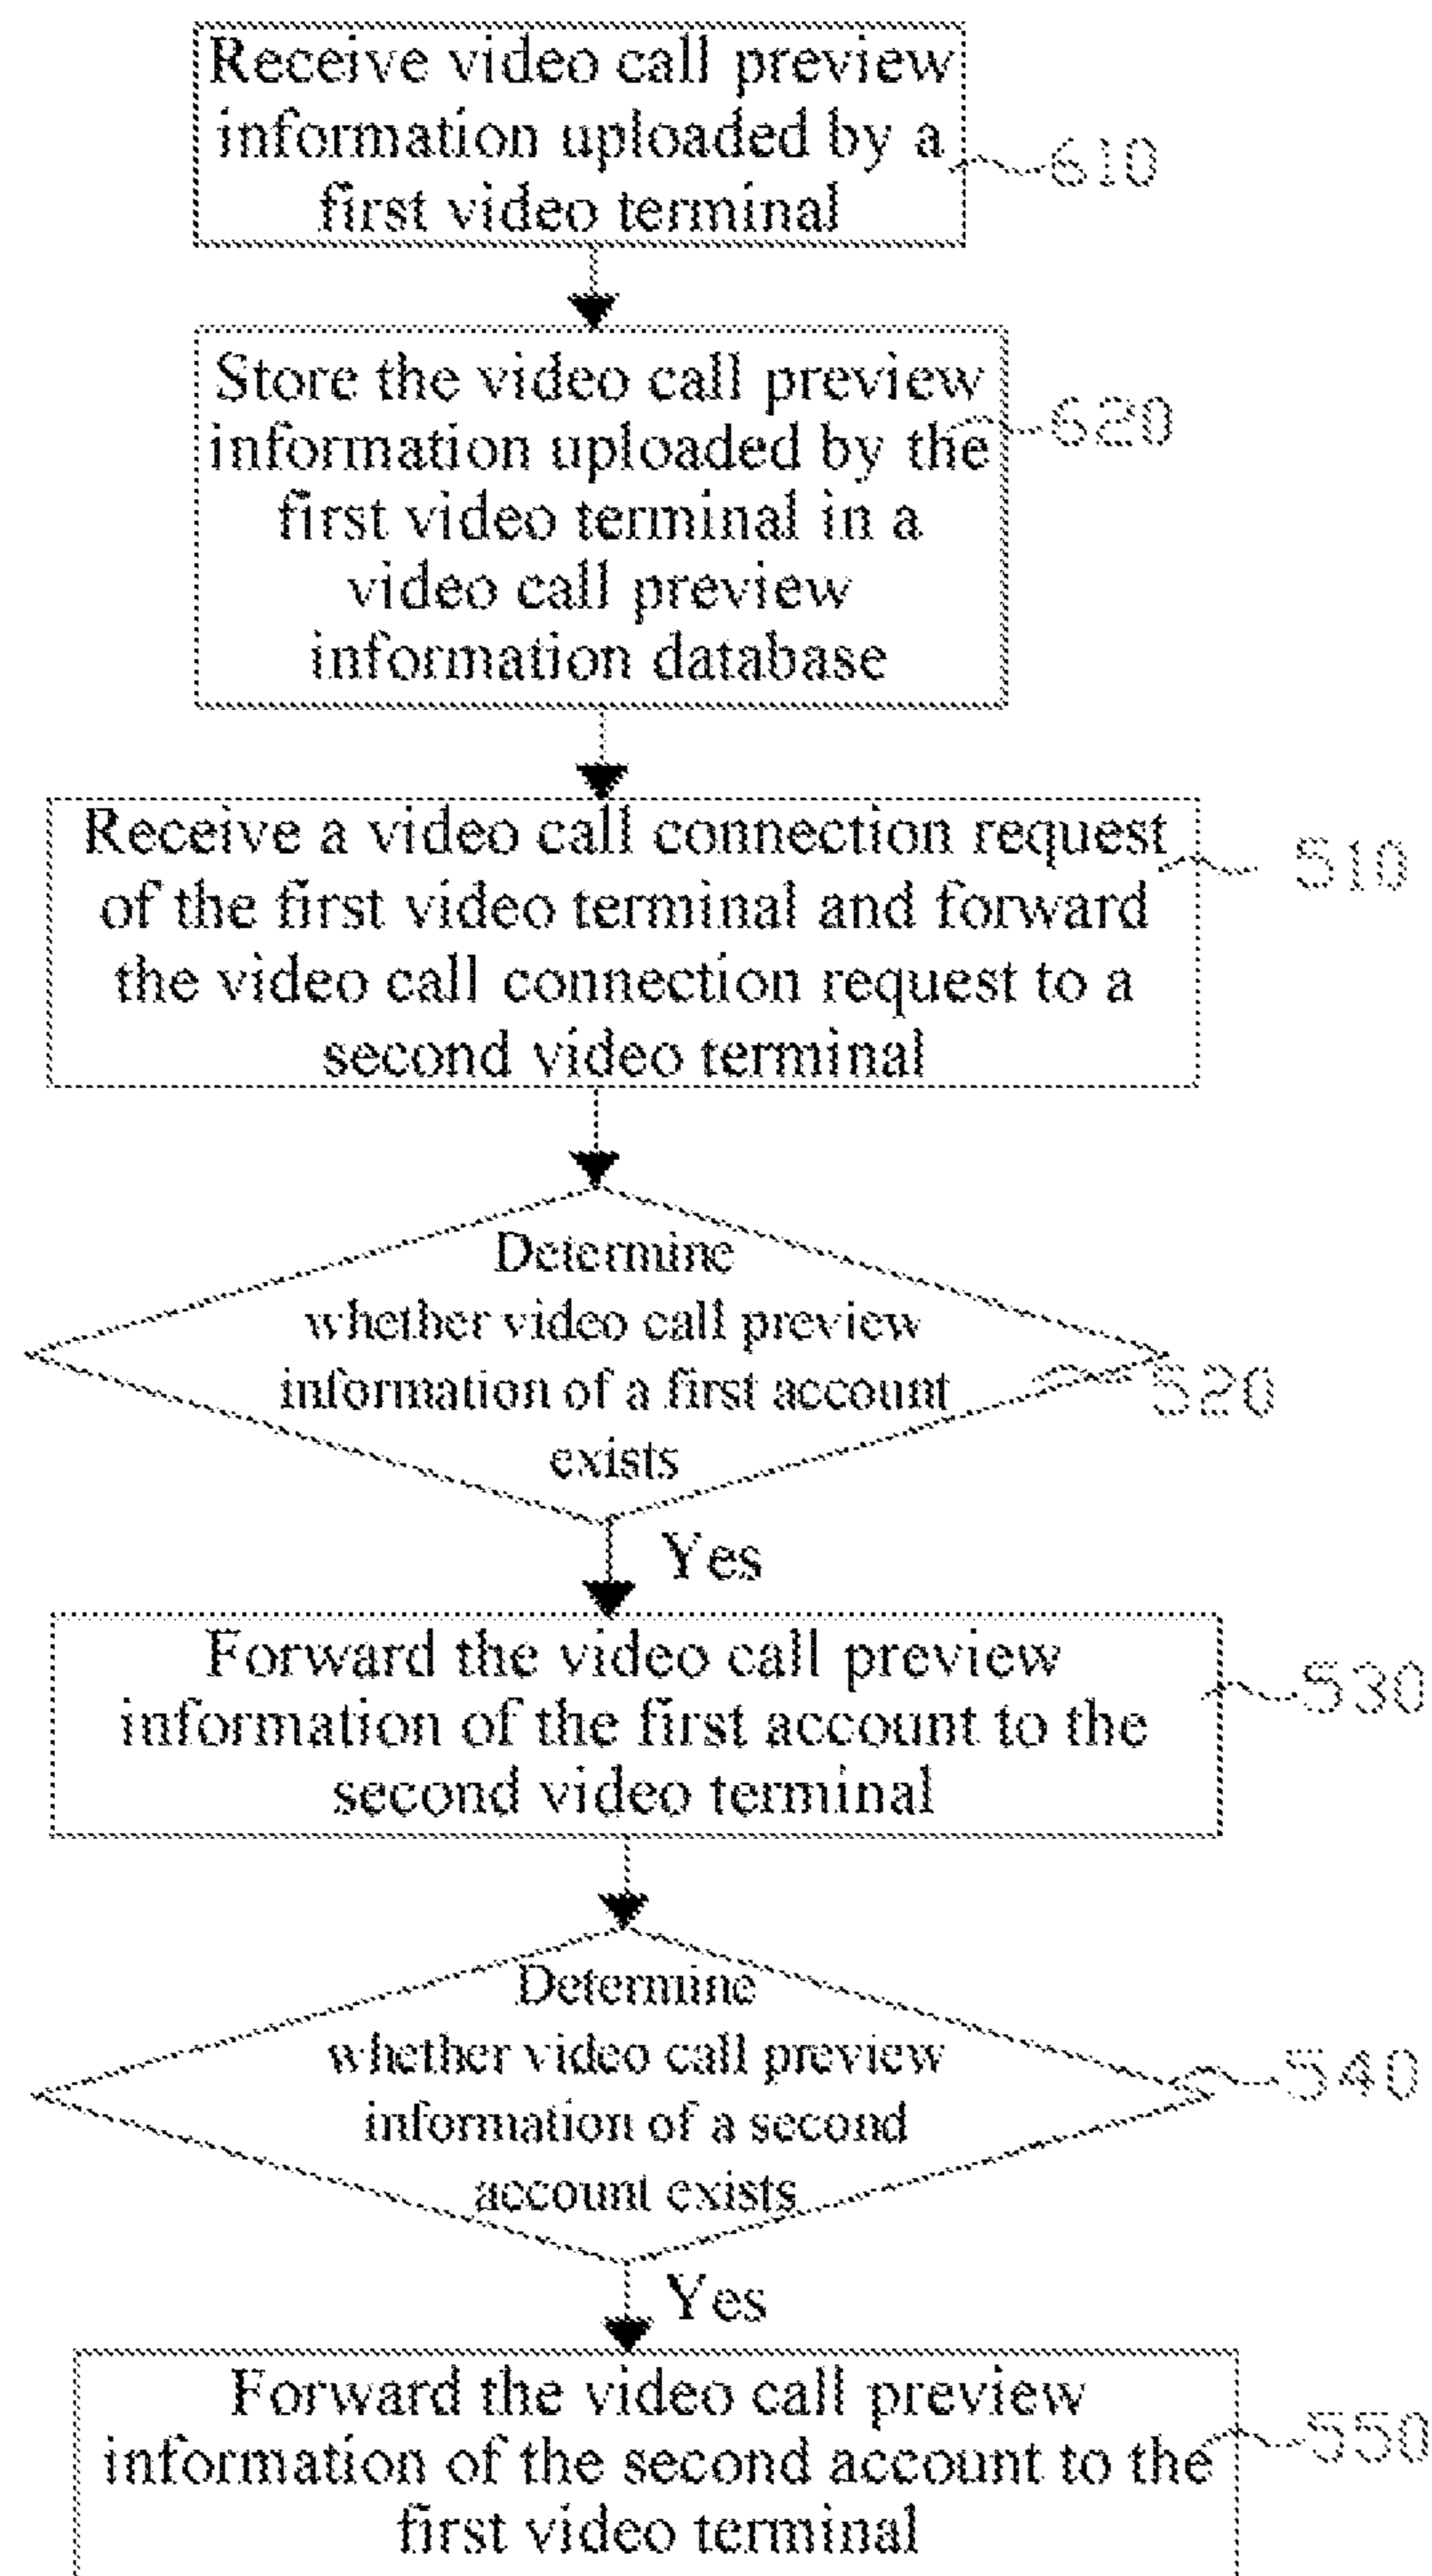 Receive video call preview
information uploaded by a
first video terminal
610
Store the video call preview
information uploaded by the
first video terminal in a
video call preview
information database
620
Receive a video call connection request
of the first video terminal and forward
the video call connection request to a
second video terminal
510
Determine
whether video call preview
information of a first account
exists
520
Yes
Forward the video call preview
information of the first account to the
second video terminal
530
Determine
whether video call preview
information of a second
account exists
540
Yes
Forward the video call preview
information of the second account to the
first video terminal
550